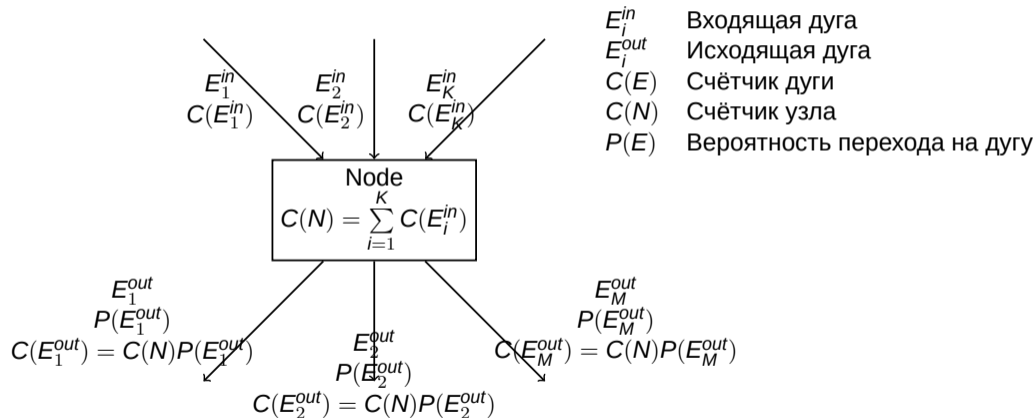 E_i^{in} Входящая дуга
E_i^{out} Исходящая дуга
C(E) Счётчик дуги
C(N) Счётчик узла
P(E) Вероятность перехода на дугу
E_1^{in}
C(E_1^{in})
E_2^{in}
C(E_2^{in})
E_K^{in}
C(E_K^{in})
Node
C(N) = \sum_{i=1}^{K} C(E_i^{in})
E_1^{out}
P(E_1^{out})
C(E_1^{out}) = C(N)P(E_1^{out})
E_2^{out}
P(E_2^{out})
C(E_2^{out}) = C(N)P(E_2^{out})
E_M^{out}
P(E_M^{out})
C(E_M^{out}) = C(N)P(E_M^{out})